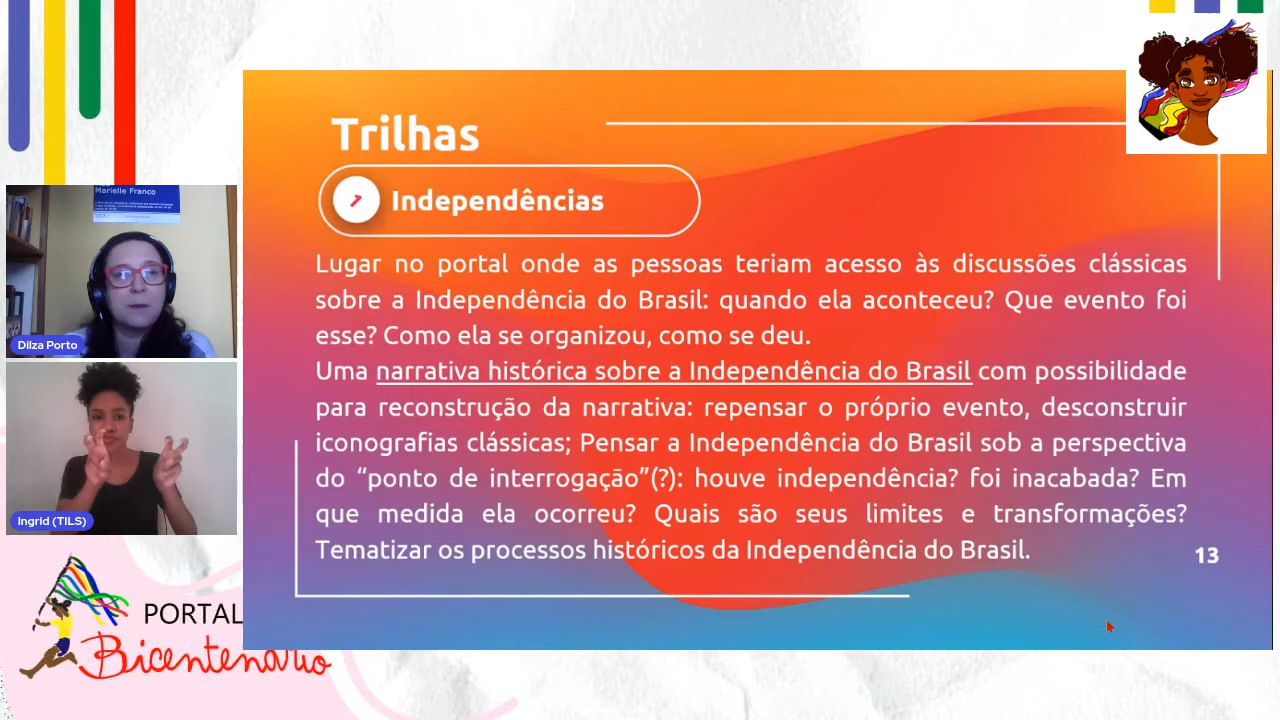 Trilhas
1 Independências
Lugar no portal onde as pessoas teriam acesso às discussões clássicas
sobre a Independência do Brasil: quando ela aconteceu? Que evento foi
esse? Como ela se organizou, como se deu.
Uma narrativa histórica sobre a Independência do Brasil com possibilidade
para reconstrução da narrativa: repensar o próprio evento, desconstruir
iconografias clássicas; Pensar a Independência do Brasil sob a perspectiva
do “ponto de interrogação”(?): houve independência? foi inacabada? Em
que medida ela ocorreu? Quais são seus limites e transformações?
Tematizar os processos históricos da Independência do Brasil.
13
Marielle Franco
Dilza Porto
Ingrid (TILS)
PORTAL
Bicentenário